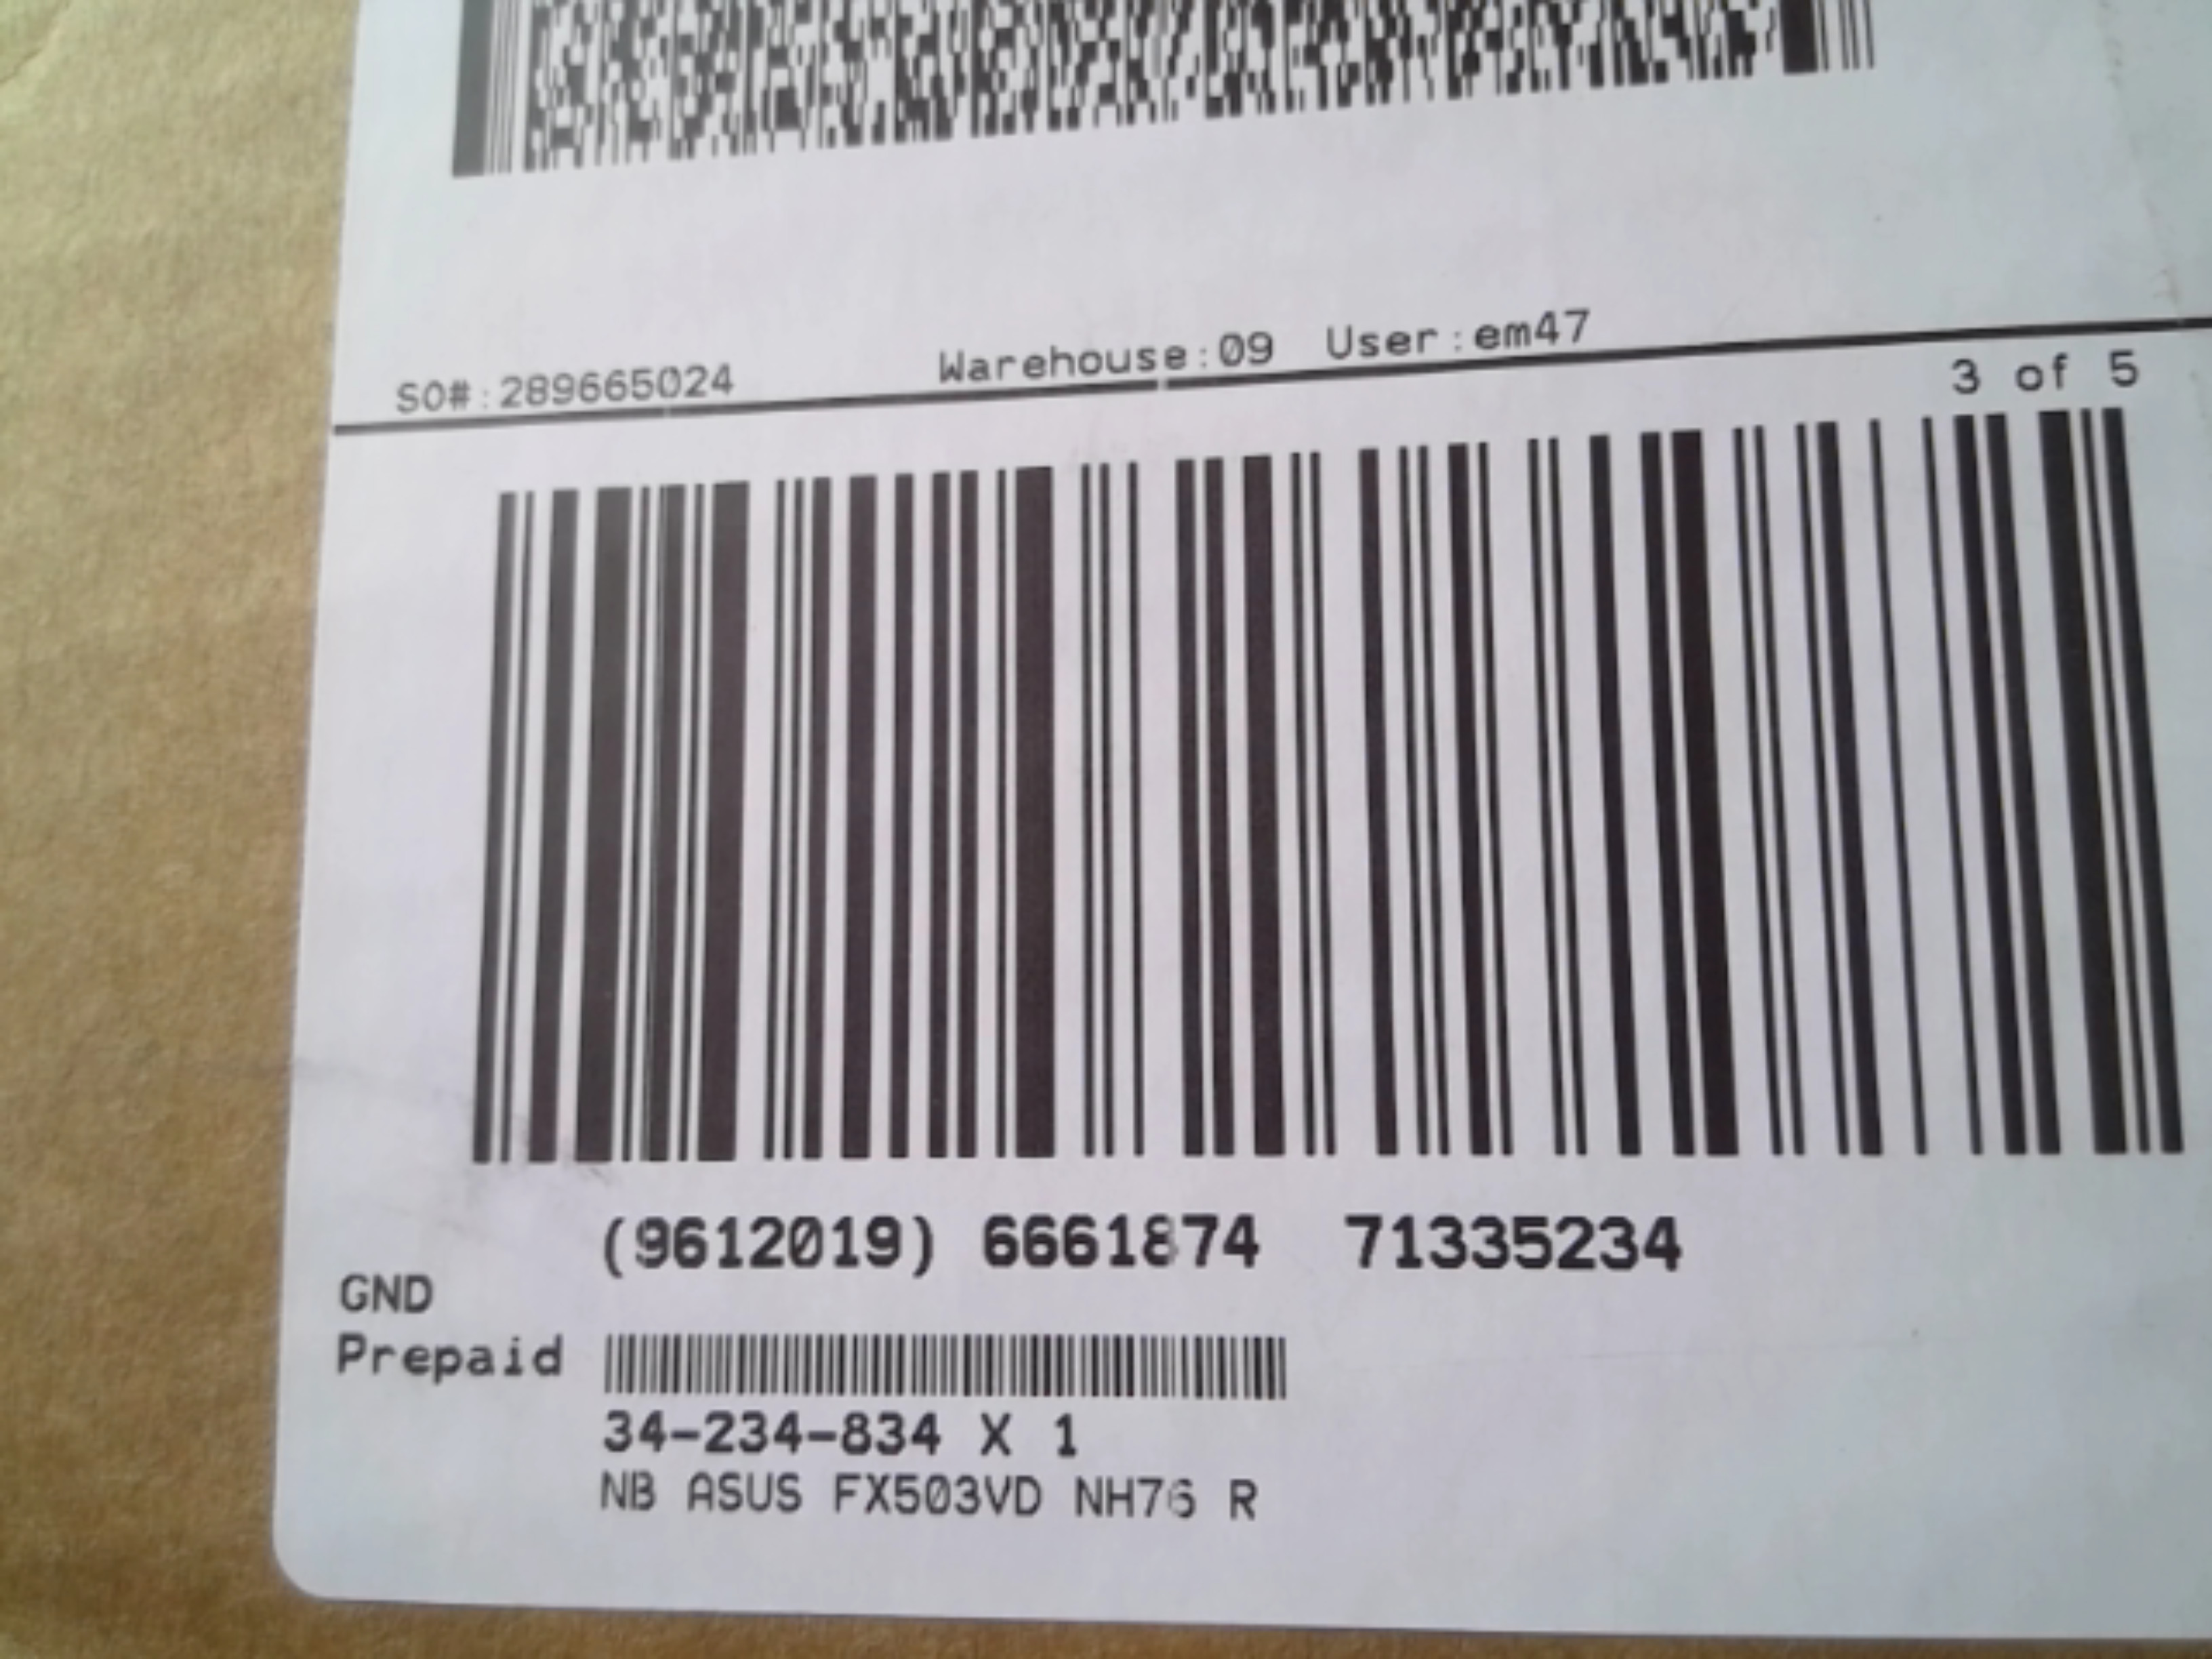 SO#:289665024 Warehouse:09 User:em47
3 of 5
(9612019) 6661874 71335234
GND
Prepaid
34-234-834 X 1
NB ASUS FX503VD NH76 R